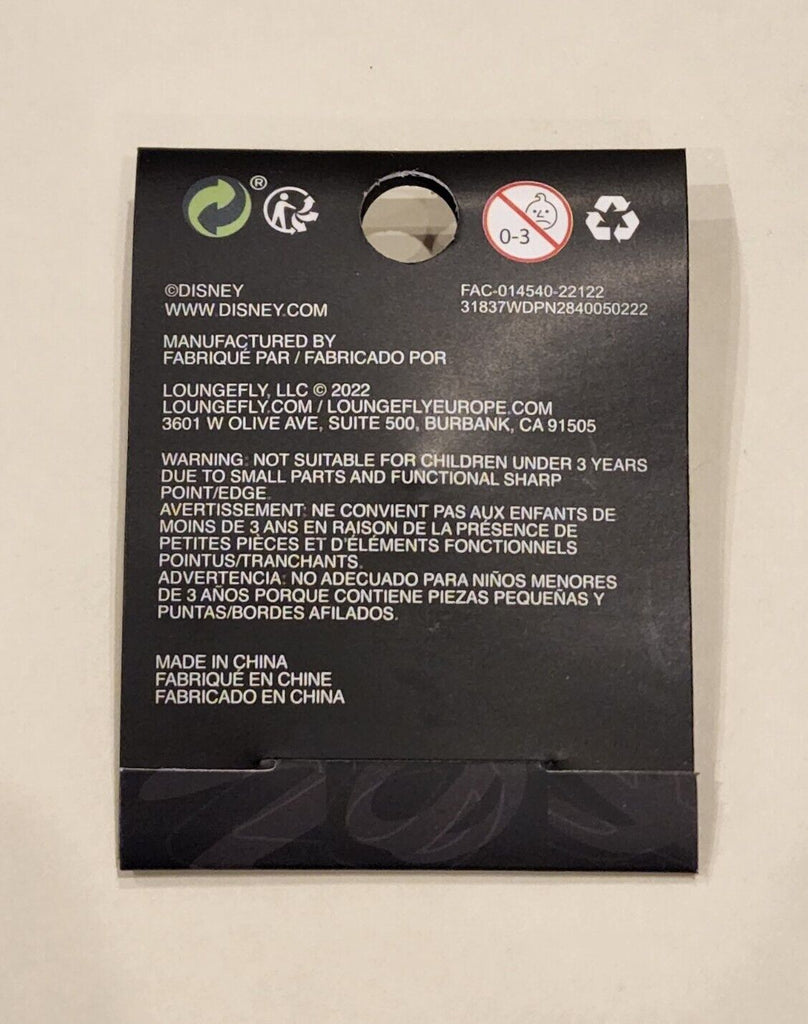 ®
0-3
©DISNEY
WWW.DISNEY.COM
FAC-014540-22122
31837WDPN2840050222
MANUFACTURED BY
FABRIQUÉ PAR / FABRICADO POR
LOUNGEFLY, LLC © 2022
LOUNGEFLY.COM / LOUNGEFLYEUROPE.COM
3601 W OLIVE AVE, SUITE 500, BURBANK, CA 91505
WARNING: NOT SUITABLE FOR CHILDREN UNDER 3 YEARS
DUE TO SMALL PARTS AND FUNCTIONAL SHARP
POINT/EDGE.
AVERTISSEMENT: NE CONVIENT PAS AUX ENFANTS DE
MOINS DE 3 ANS EN RAISON DE LA PRÉSENCE DE
PETITES PIÈCES ET D'ÉLÉMENTS FONCTIONNELS
POINTUS/TRANCHANTS.
ADVERTENCIA: NO ADECUADO PARA NIÑOS MENORES
DE 3 AÑOS PORQUE CONTIENE PIEZAS PEQUEÑAS Y
PUNTAS/BORDES AFILADOS.
MADE IN CHINA
FABRIQUÉ EN CHINE
FABRICADO EN CHINA